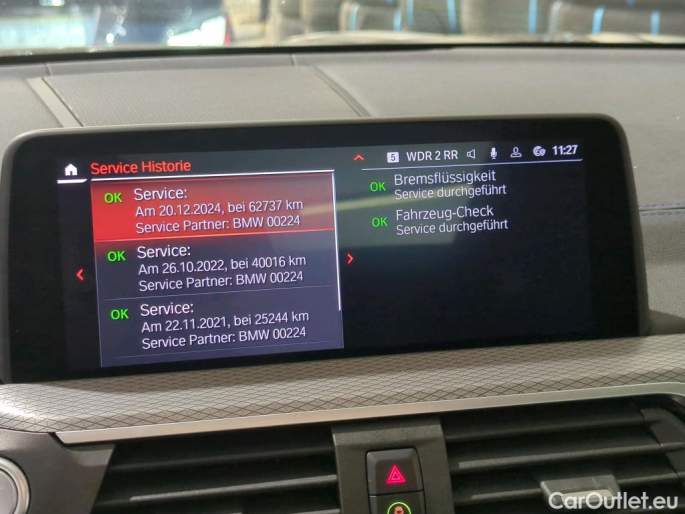 Service Historie
5 WDR 2 RR 11:27
OK Service:
Am 20.12.2024, bei 62737 km
Service Partner: BMW 00224
OK Service:
Am 26.10.2022, bei 40016 km
Service Partner: BMW 00224
OK Service:
Am 22.11.2021, bei 25244 km
Service Partner: BMW 00224
OK Bremsflüssigkeit
Service durchgeführt
OK Fahrzeug-Check
Service durchgeführt
CarOutlet.eu